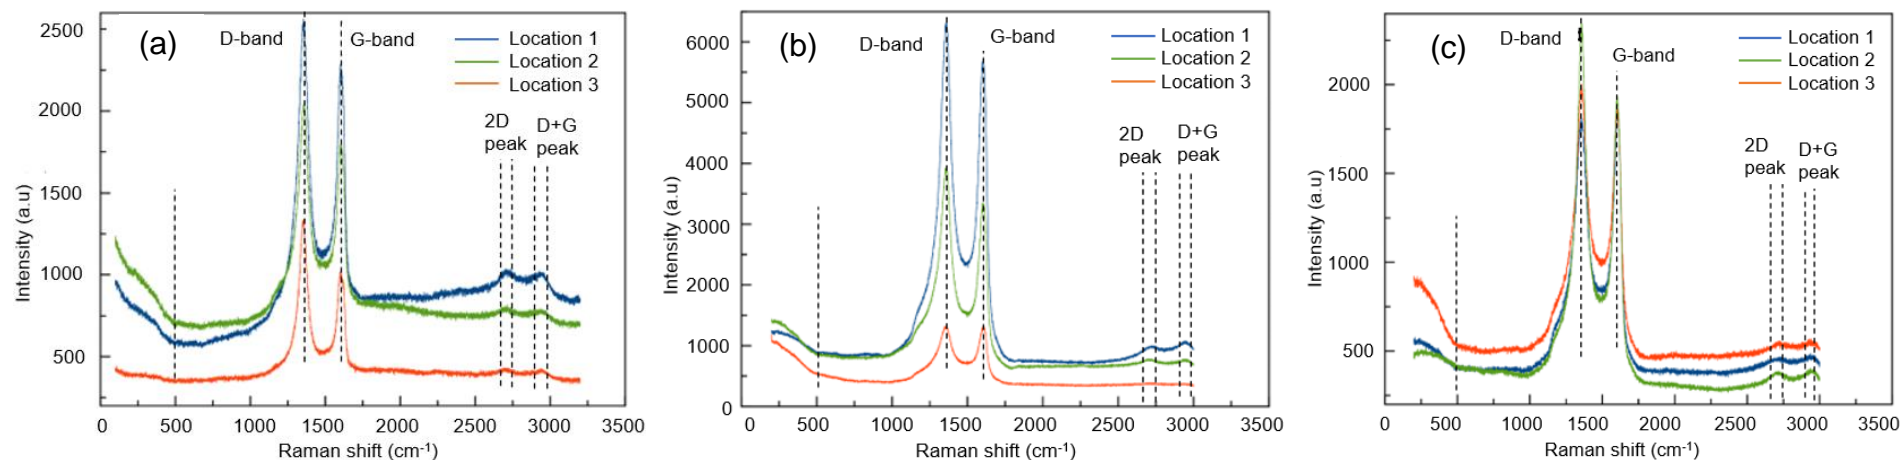 (a)
D-band
G-band
Location 1
Location 2
Location 3
2D
peak
D+G
peak
2500
2000
1500
1000
500
Intensity (a.u)
0
500
1000
1500
2000
2500
3000
3500
Raman shift (cm-1)
(b)
D-band
G-band
Location 1
Location 2
Location 3
2D
peak
D+G
peak
6000
5000
4000
3000
2000
1000
0
Intensity (a.u)
0
500
1000
1500
2000
2500
3000
3500
Raman shift (cm-1)
(c)
D-band
G-band
Location 1
Location 2
Location 3
2D
peak
D+G
peak
2000
1500
1000
500
Intensity (a.u)
0
500
1000
1500
2000
2500
3000
3500
Raman shift (cm-1)